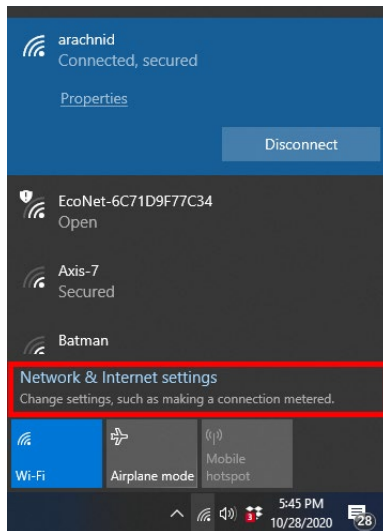 arachnid
Connected, secured
Properties
Disconnect
EcoNet-6C71D9F77C34
Open
Axis-7
Secured
Batman
Network & Internet settings
Change settings, such as making a connection metered.
Wi-Fi
Airplane mode
Mobile
hotspot
5:45 PM
10/28/2020
28